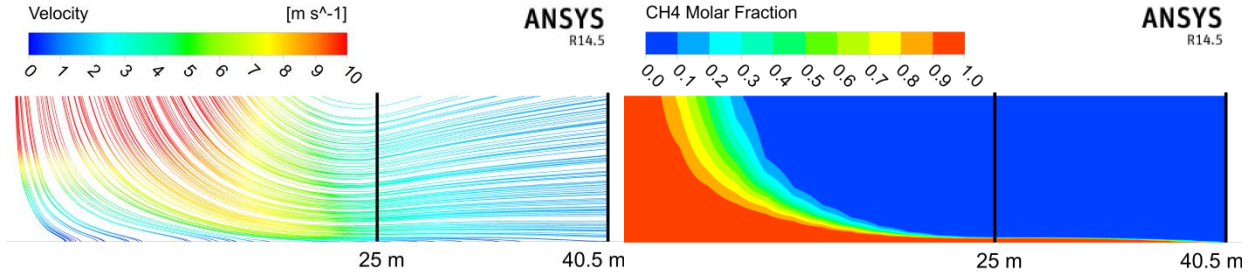 Velocity [m s^-1]
0 1 2 3 4 5 6 7 8 9 10
ANSYS
R14.5
25 m 40.5 m
CH4 Molar Fraction
0.0 0.1 0.2 0.3 0.4 0.5 0.6 0.7 0.8 0.9 1.0
ANSYS
R14.5
25 m 40.5 m